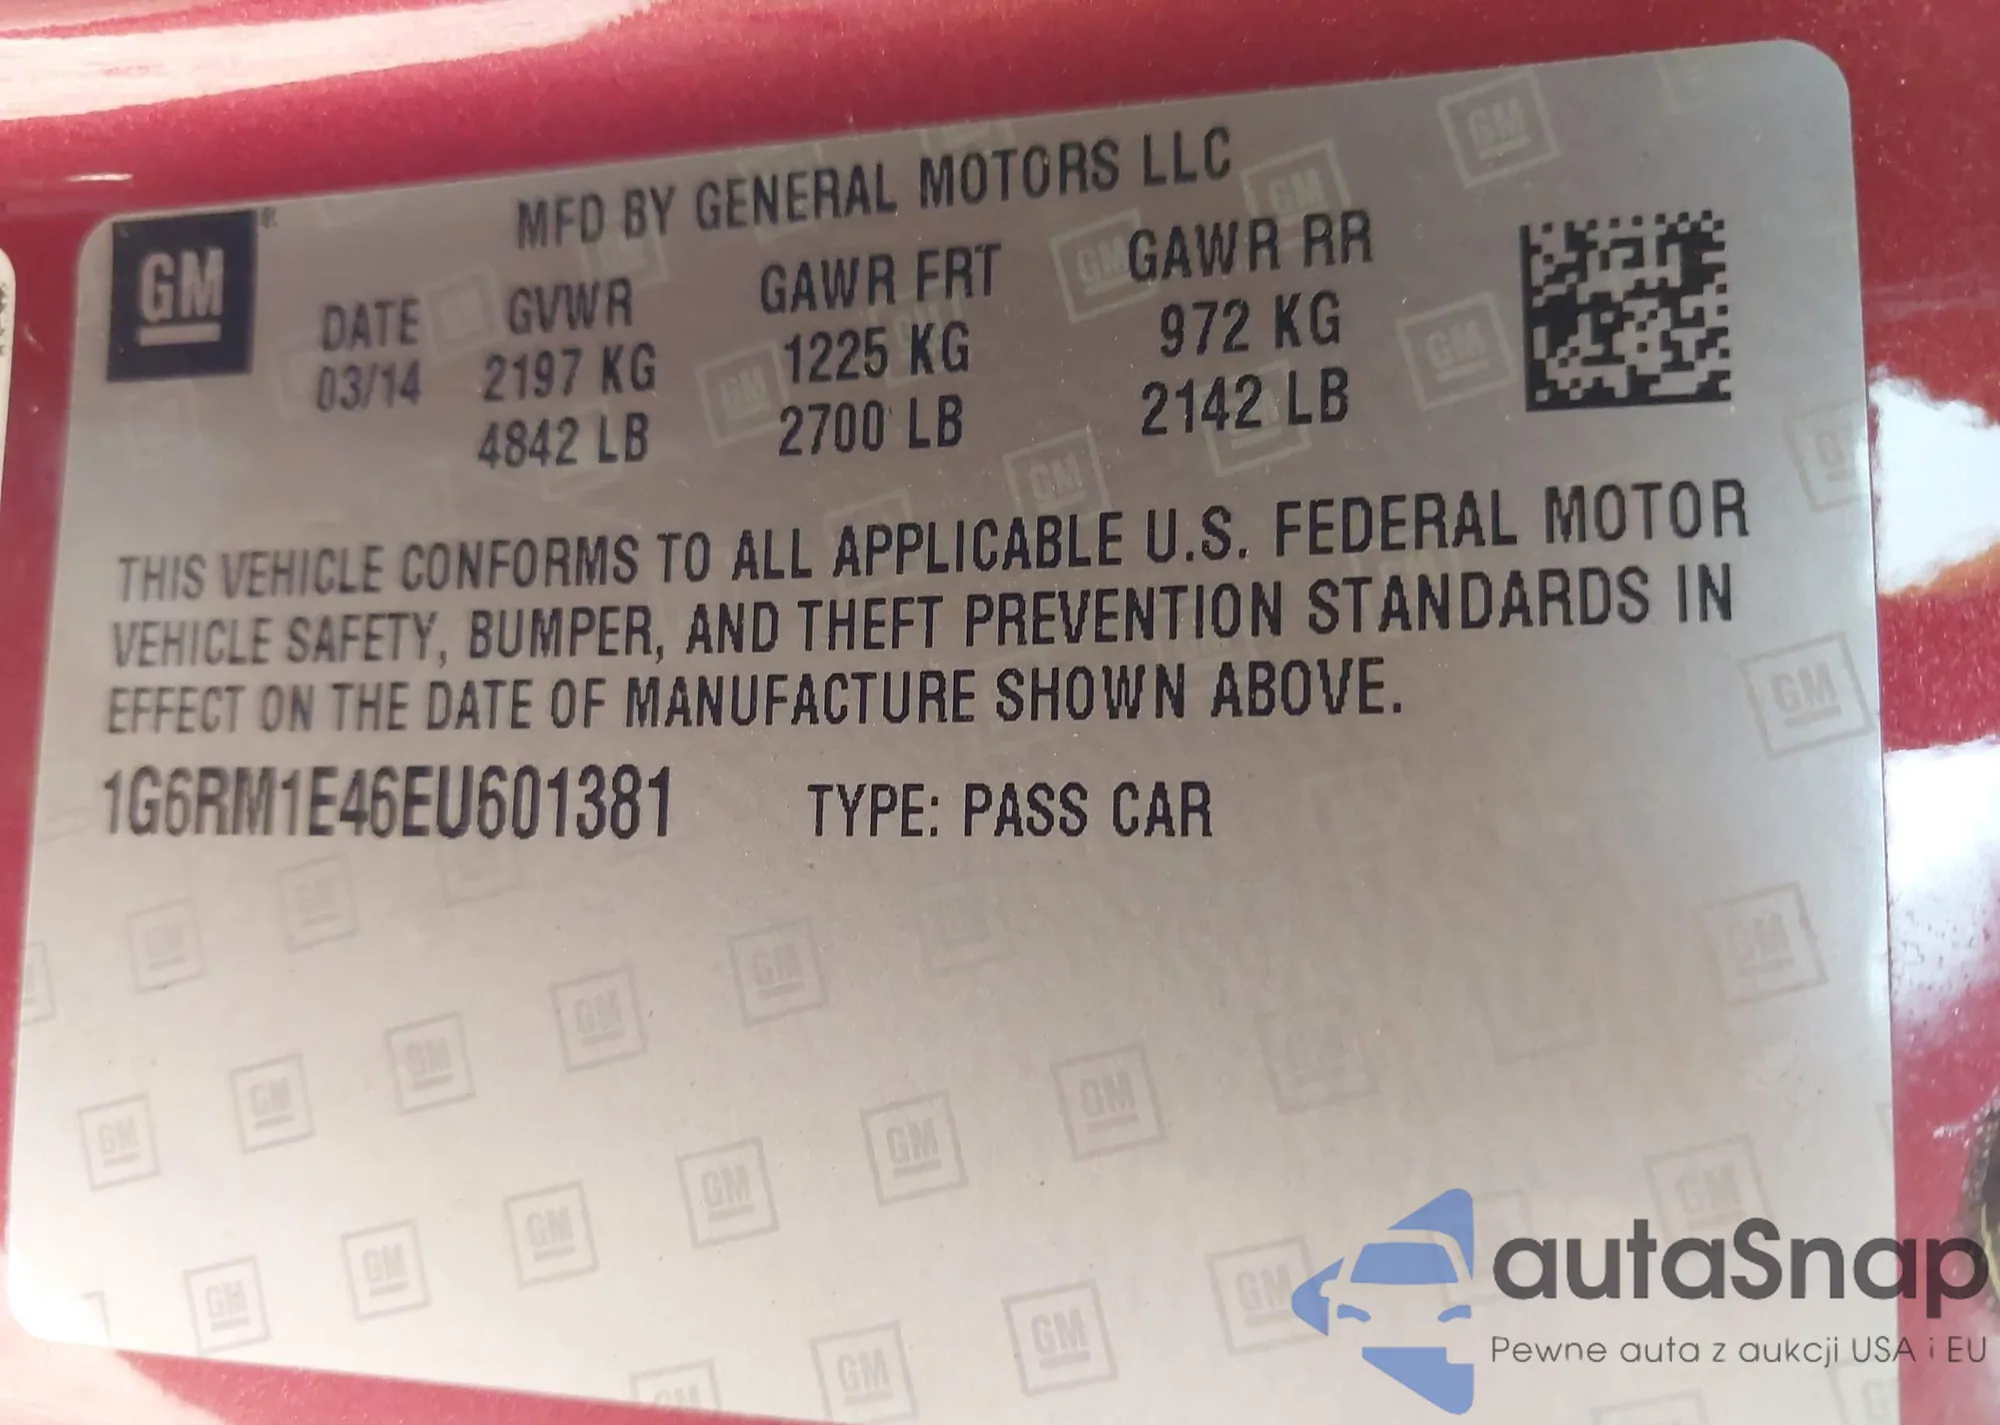 MFD BY GENERAL MOTORS LLC
GM
DATE GVWR GAWR FRT GAWR RR
03/14 2197 KG 1225 KG 972 KG
4842 LB 2700 LB 2142 LB
THIS VEHICLE CONFORMS TO ALL APPLICABLE U.S. FEDERAL MOTOR
VEHICLE SAFETY, BUMPER, AND THEFT PREVENTION STANDARDS IN
EFFECT ON THE DATE OF MANUFACTURE SHOWN ABOVE.
1G6RM1E46EU601381 TYPE: PASS CAR
autaSnap
Pewne auta z aukcji USA i EU